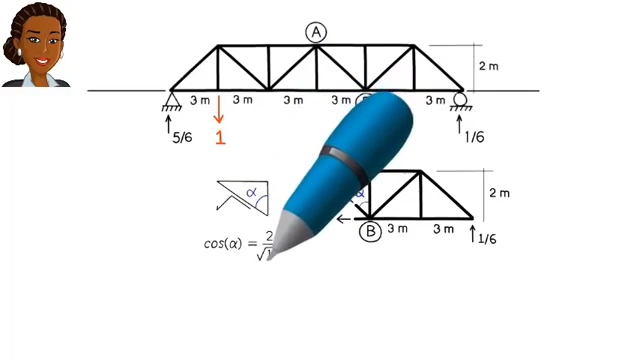 A
2 m
3 m 3 m 3 m 3 m 3 m
5/6 1 1/6
α α
2 m
B 3 m 3 m 1/6
cos(α) = 2